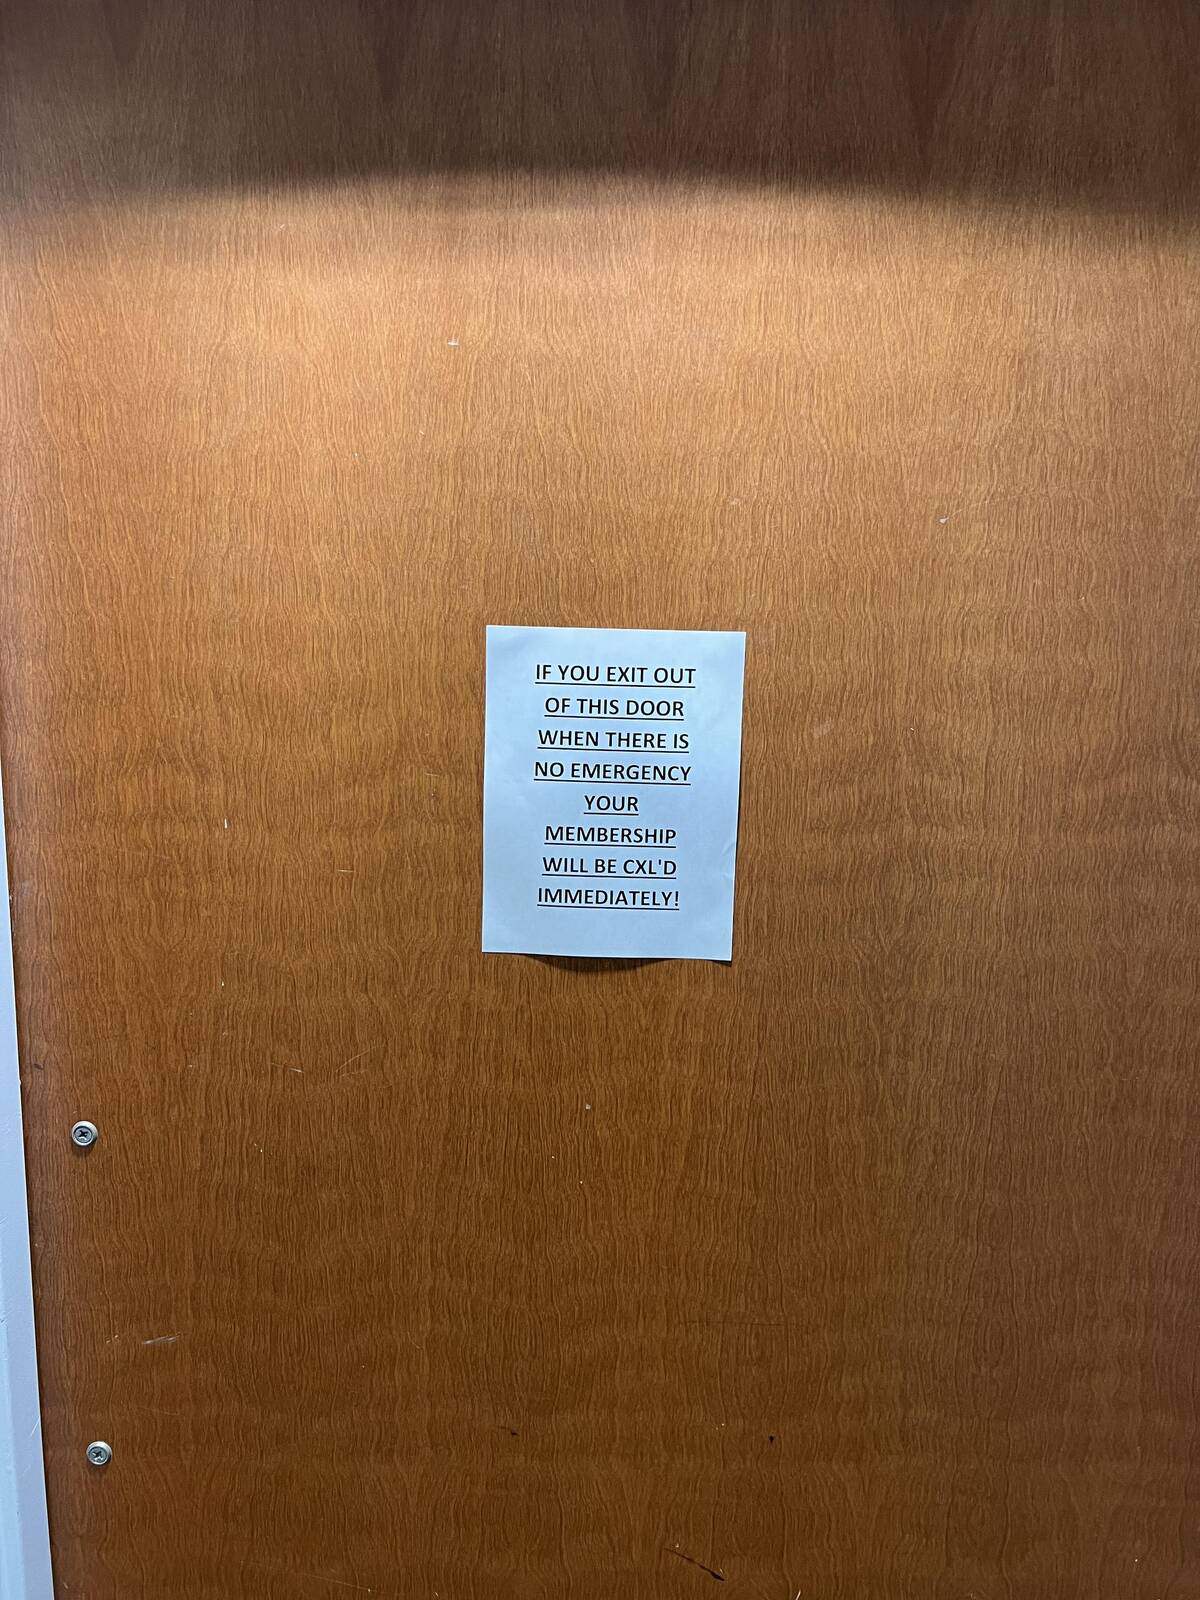 IF YOU EXIT OUT
OF THIS DOOR
WHEN THERE IS
NO EMERGENCY
YOUR
MEMBERSHIP
WILL BE CXL'D
IMMEDIATELY!